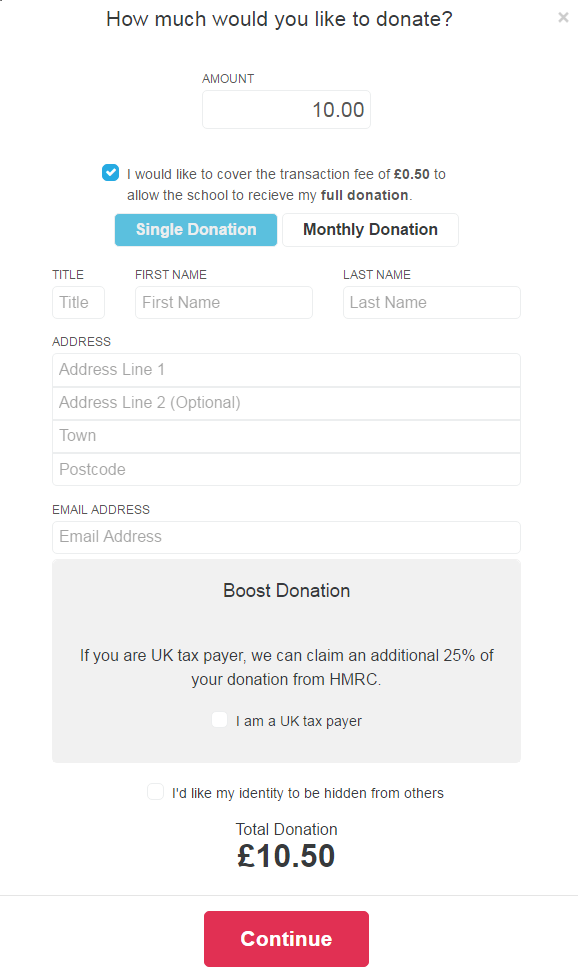 How much would you like to donate?
×
AMOUNT
10.00
I would like to cover the transaction fee of £0.50 to
allow the school to recieve my full donation.
Single Donation Monthly Donation
TITLE FIRST NAME LAST NAME
Title First Name Last Name
ADDRESS
Address Line 1
Address Line 2 (Optional)
Town
Postcode
EMAIL ADDRESS
Email Address
Boost Donation
If you are UK tax payer, we can claim an additional 25% of
your donation from HMRC.
I am a UK tax payer
I'd like my identity to be hidden from others
Total Donation
£10.50
Continue